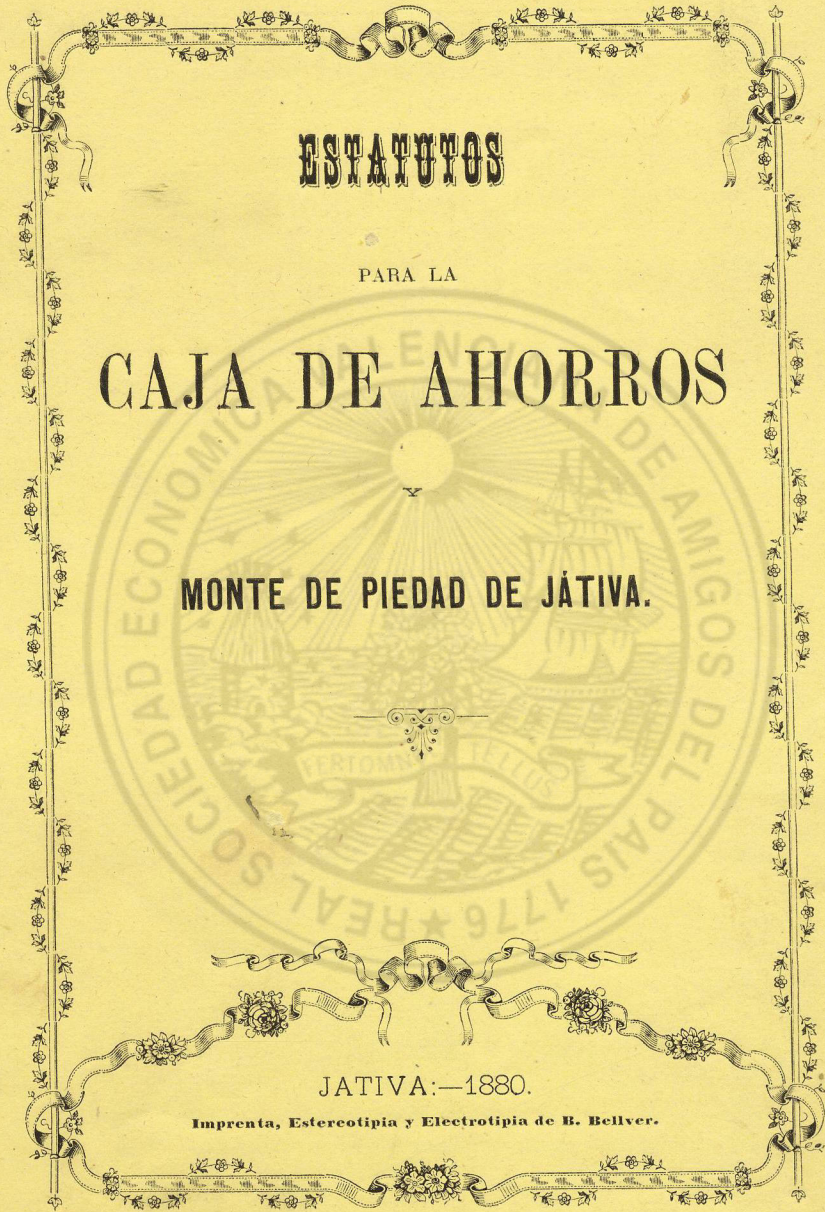 ESTATUTOS
PARA LA
CAJA DE AHORROS
Y
MONTE DE PIEDAD DE JÁTIVA.
JATIVA:—1880.
Imprenta, Estereotipia y Electrotipia de B. Bellver.
REAL SOCIEDAD ECONOMICA VALENCIANA DE AMIGOS DEL PAIS 1776